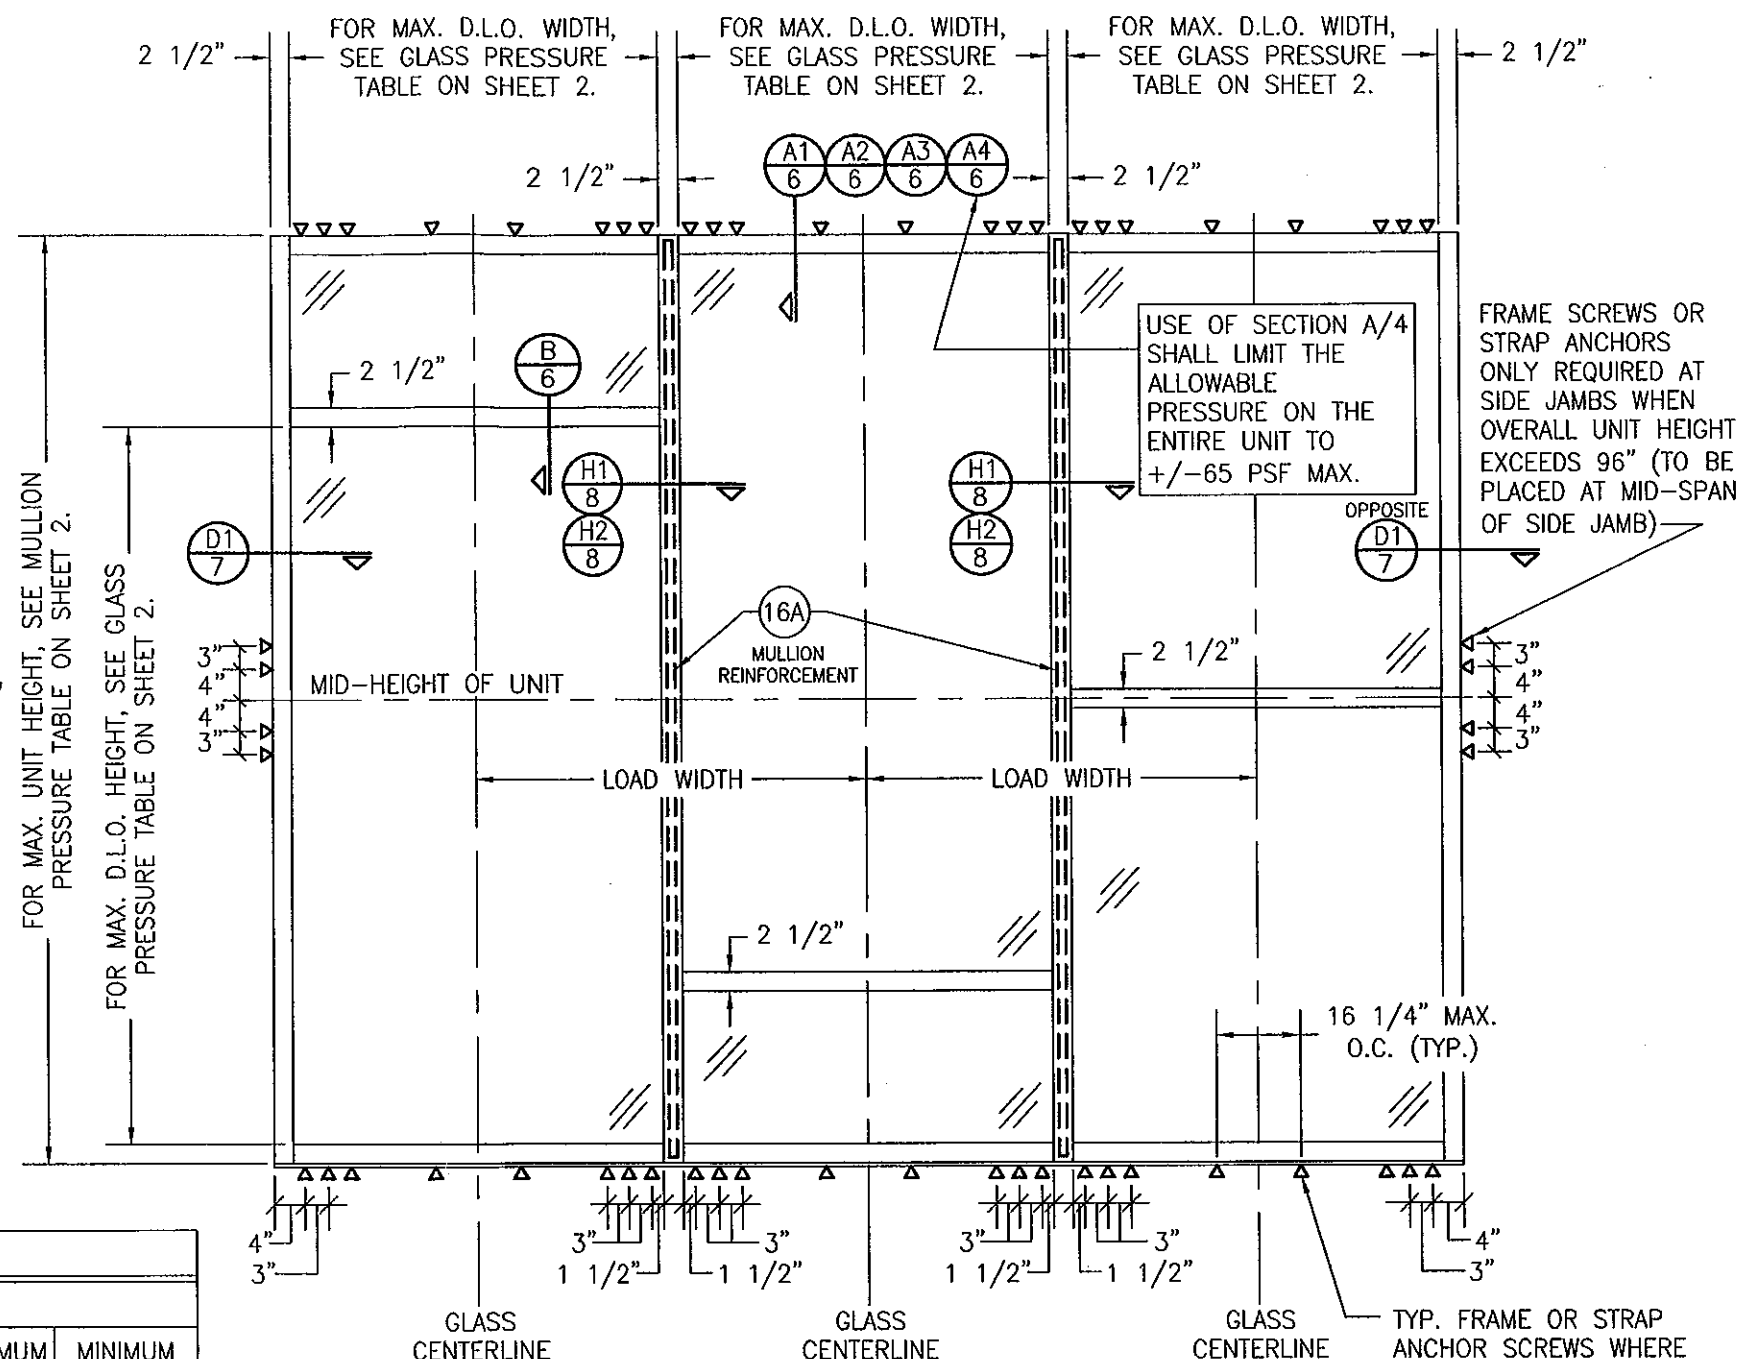 FOR MAX. D.L.O. WIDTH,
SEE GLASS PRESSURE
TABLE ON SHEET 2.
FOR MAX. D.L.O. WIDTH,
SEE GLASS PRESSURE
TABLE ON SHEET 2.
FOR MAX. D.L.O. WIDTH,
SEE GLASS PRESSURE
TABLE ON SHEET 2.
2 1/2"
2 1/2"
2 1/2"
2 1/2"
A1
6
A2
6
A3
6
A4
6
USE OF SECTION A/4
SHALL LIMIT THE
ALLOWABLE
PRESSURE ON THE
ENTIRE UNIT TO
+/-65 PSF MAX.
FRAME SCREWS OR
STRAP ANCHORS
ONLY REQUIRED AT
SIDE JAMBS WHEN
OVERALL UNIT HEIGHT
EXCEEDS 96" (TO BE
PLACED AT MID-SPAN
OF SIDE JAMB)
2 1/2"
B
6
H1
8
H2
8
H1
8
H2
8
D1
7
OPPOSITE
D1
7
FOR MAX. UNIT HEIGHT, SEE MULLION
PRESSURE TABLE ON SHEET 2.
FOR MAX. D.L.O. HEIGHT, SEE GLASS
PRESSURE TABLE ON SHEET 2.
16A
MULLION
REINFORCEMENT
3"
4"
4"
3"
MID-HEIGHT OF UNIT
2 1/2"
3"
4"
4"
3"
LOAD WIDTH
LOAD WIDTH
2 1/2"
16 1/4" MAX.
O.C. (TYP.)
4"
3"
3"
1 1/2"
3"
1 1/2"
3"
1 1/2"
3"
1 1/2"
4"
3"
GLASS
CENTERLINE
GLASS
CENTERLINE
GLASS
CENTERLINE
TYP. FRAME OR STRAP
ANCHOR SCREWS WHERE
MUM
MINIMUM